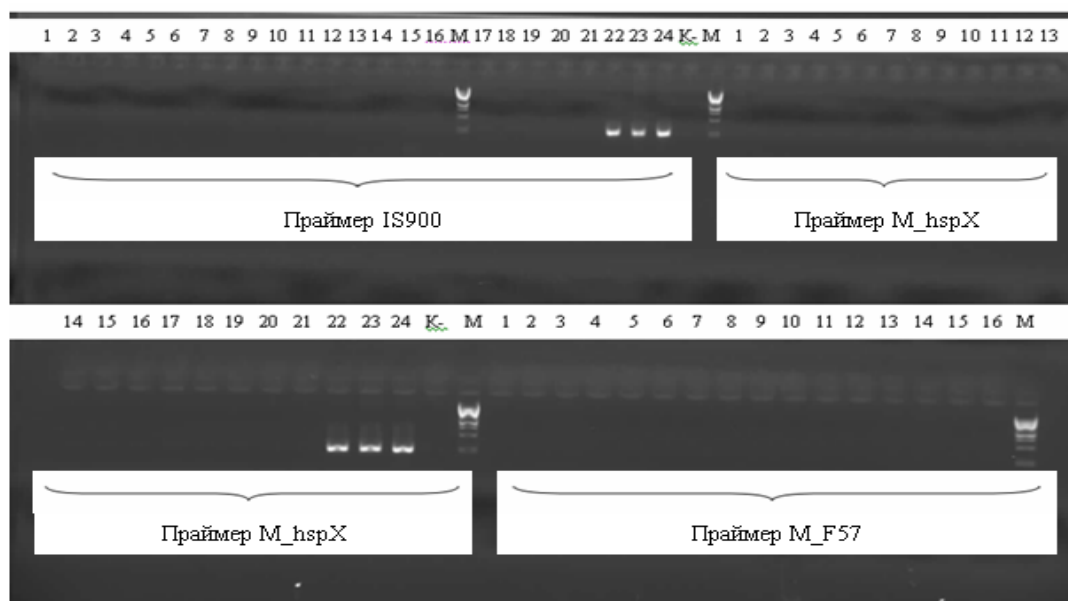 1 2 3 4 5 6 7 8 9 10 11 12 13 14 15 16 M 17 18 19 20 21 22 23 24 K- M 1 2 3 4 5 6 7 8 9 10 11 12 13
Праймер IS900 Праймер M_hspX
14 15 16 17 18 19 20 21 22 23 24 K- M 1 2 3 4 5 6 7 8 9 10 11 12 13 14 15 16 M
Праймер M_hspX Праймер M_F57